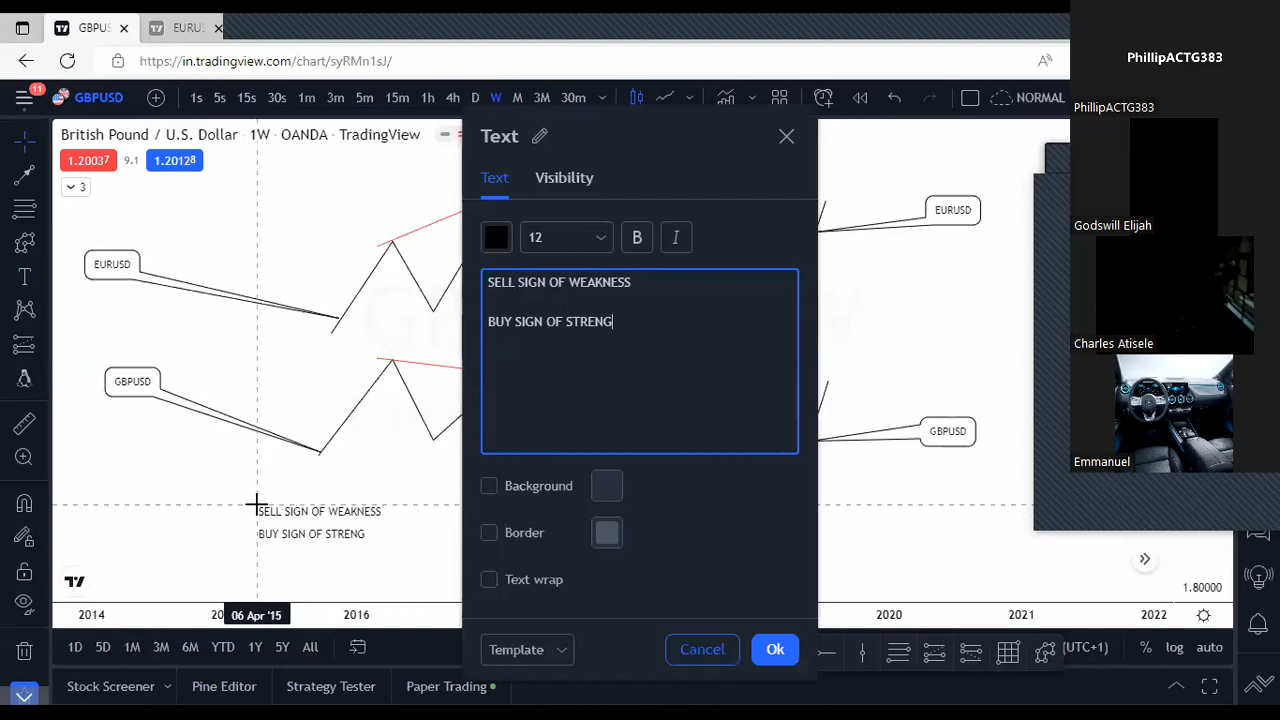 GBPUS
EURUS
https://in.tradingview.com/chart/syRMn1sJ/
11
GBPUSD
1s 5s 15s 30s 1m 3m 5m 15m 1h 4h D W M 3M 30m
NORMAL
British Pound / U.S. Dollar · 1W · OANDA · TradingView
1.20037 9.1 1.20128
3
EURUSD
GBPUSD
SELL SIGN OF WEAKNESS
BUY SIGN OF STRENG
Text
Text Visibility
12 B I
SELL SIGN OF WEAKNESS
BUY SIGN OF STRENG
Background
Border
Text wrap
Template Cancel Ok
EURUSD
GBPUSD
1.80000
2014 20 06 Apr '15 2016 2020 2021 2022
1D 5D 1M 3M 6M YTD 1Y 5Y All
(UTC+1) % log auto
Stock Screener Pine Editor Strategy Tester Paper Trading
PhillipACTG383
PhillipACTG383
Godswill Elijah
Charles Atisele
Emmanuel